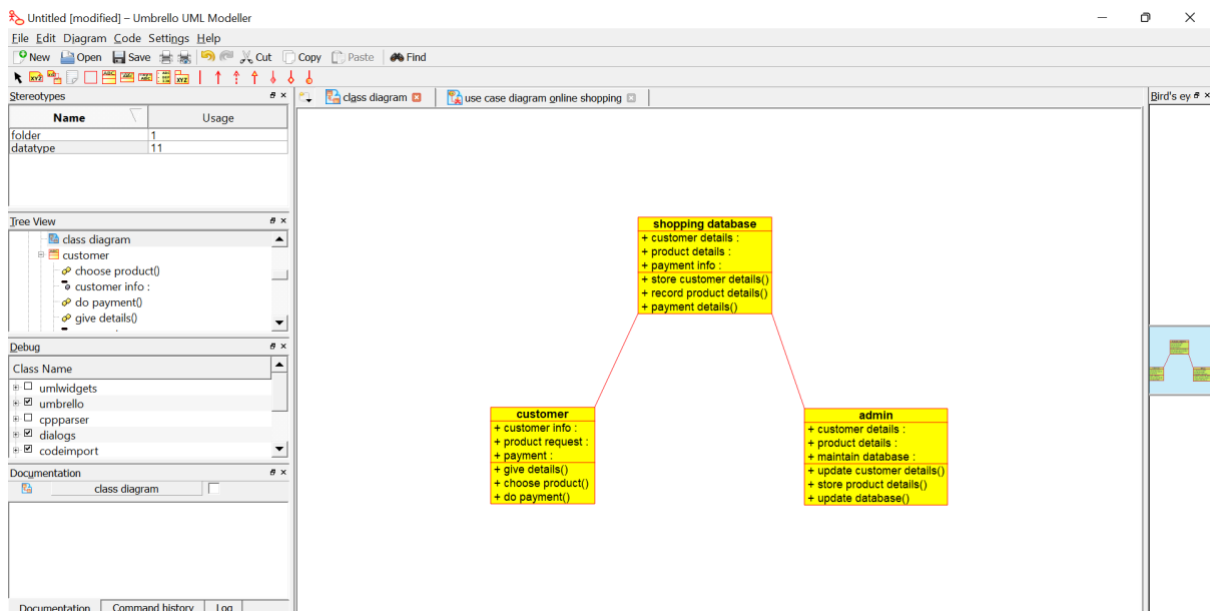 Untitled [modified] – Umbrello UML Modeller
File Edit Diagram Code Settings Help
New Open Save Cut Copy Paste Find
Stereotypes
Name Usage
folder 1
datatype 11
Tree View
class diagram
customer
choose product()
customer info :
do payment()
give details()
Debug
Class Name
umlwidgets
umbrello
cppparser
dialogs
codeimport
Documentation
class diagram
Documentation Command history Log
class diagram use case diagram online shopping
shopping database
+ customer details :
+ product details :
+ payment info :
+ store customer details()
+ record product details()
+ payment details()
customer
+ customer info :
+ product request :
+ payment :
+ give details()
+ choose product()
+ do payment()
admin
+ customer details :
+ product details :
+ maintain database :
+ update customer details()
+ store product details()
+ update database()
Bird's ey